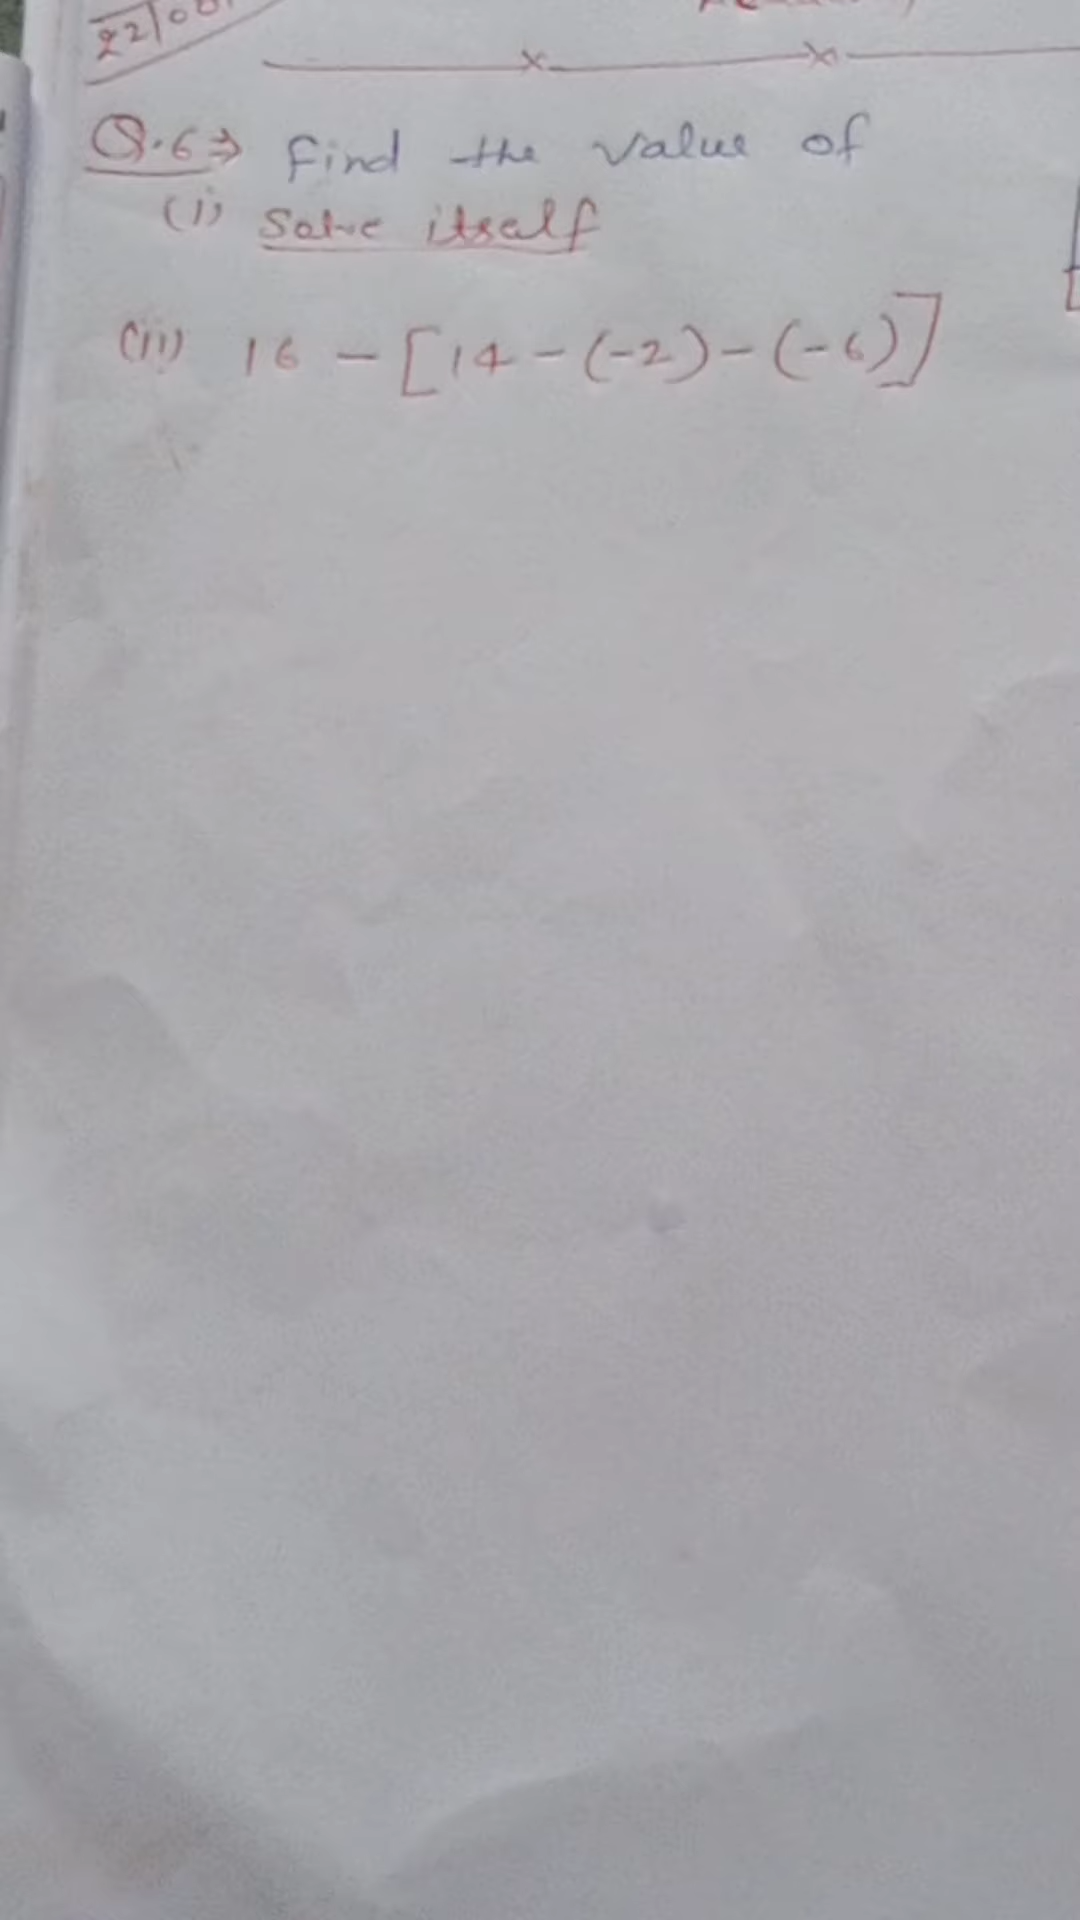 Q.6⇒ Find the value of
(i) Solve itself
(ii) 16 - [14 - (-2) - (-6)]